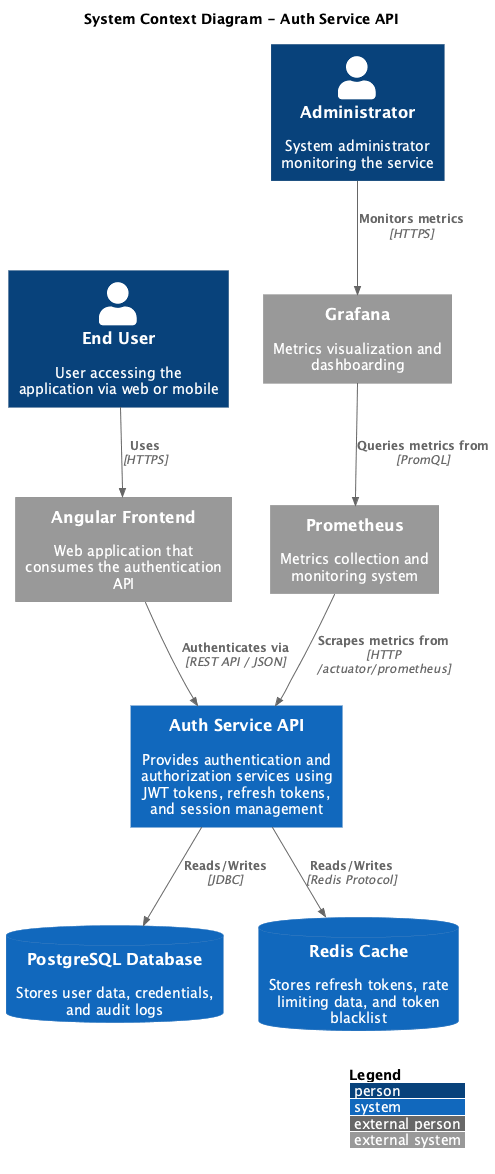 System Context Diagram - Auth Service API
Administrator
System administrator
monitoring the service
Monitors metrics
[HTTPS]
End User
User accessing the
application via web or mobile
Grafana
Metrics visualization and
dashboarding
Uses
[HTTPS]
Queries metrics from
[PromQL]
Angular Frontend
Web application that
consumes the authentication
API
Prometheus
Metrics collection and
monitoring system
Authenticates via
[REST API / JSON]
Scrapes metrics from
[HTTP
/actuator/prometheus]
Auth Service API
Provides authentication and
authorization services using
JWT tokens, refresh tokens,
and session management
Reads/Writes
[JDBC]
Reads/Writes
[Redis Protocol]
PostgreSQL Database
Stores user data, credentials,
and audit logs
Redis Cache
Stores refresh tokens, rate
limiting data, and token
blacklist
Legend
person
system
external person
external system